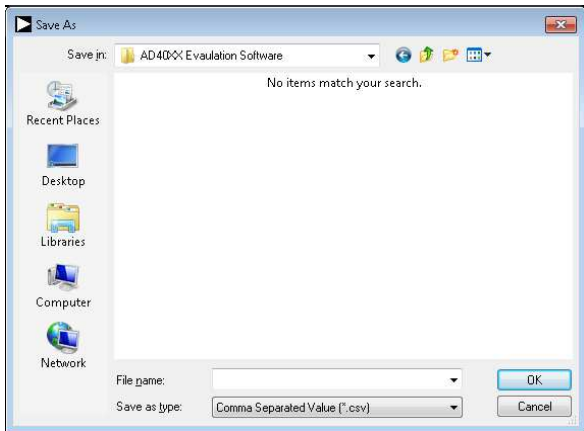 Save As
Save in:
AD40XX Evaulation Software
No items match your search.
Recent Places
Desktop
Libraries
Computer
Network
File name:
OK
Save as type:
Comma Separated Value (*.csv)
Cancel